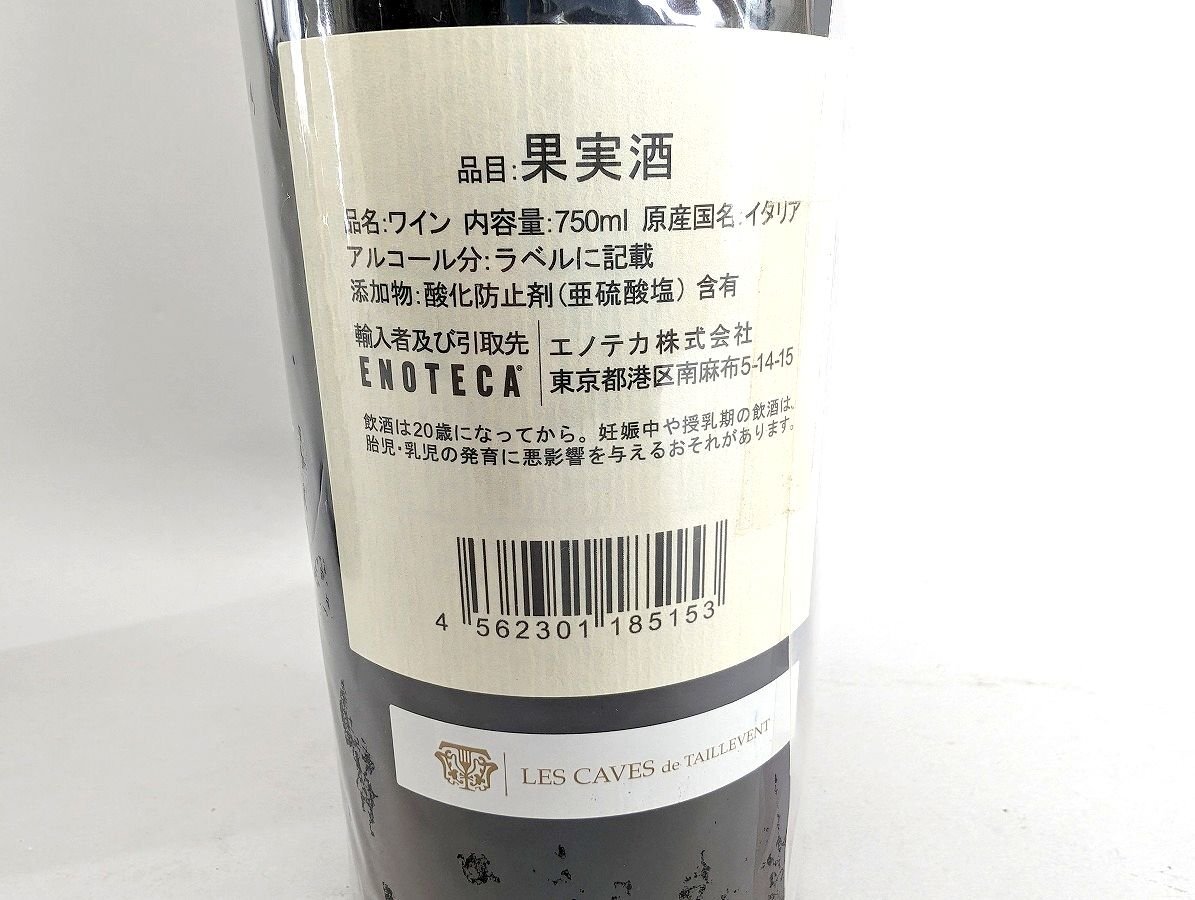 品目:果実酒
品名:ワイン 内容量:750ml 原産国名:イタリア
アルコール分:ラベルに記載
添加物:酸化防止剤(亜硫酸塩) 含有
輸入者及び引取先
ENOTECA
エノテカ株式会社
東京都港区南麻布5-14-15
飲酒は20歳になってから。妊娠中や授乳期の飲酒は、
胎児・乳児の発育に悪影響を与えるおそれがあります。
4 562301 185153
LES CAVES de TAILLEVENT